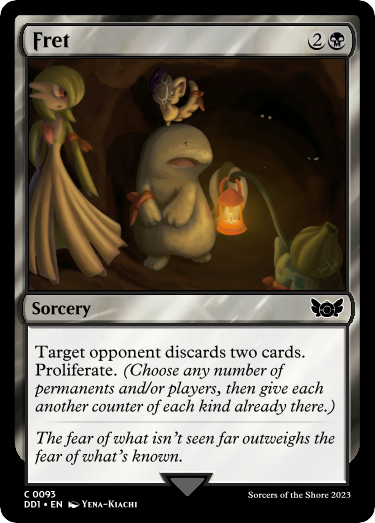 Fret 2
Sorcery
Target opponent discards two cards.
Proliferate. (Choose any number of
permanents and/or players, then give each
another counter of each kind already there.)
The fear of what isn't seen far outweighs the
fear of what's known.
C 0093
DD1 • EN Yena-Kiachi
Sorcers of the Shore 2023